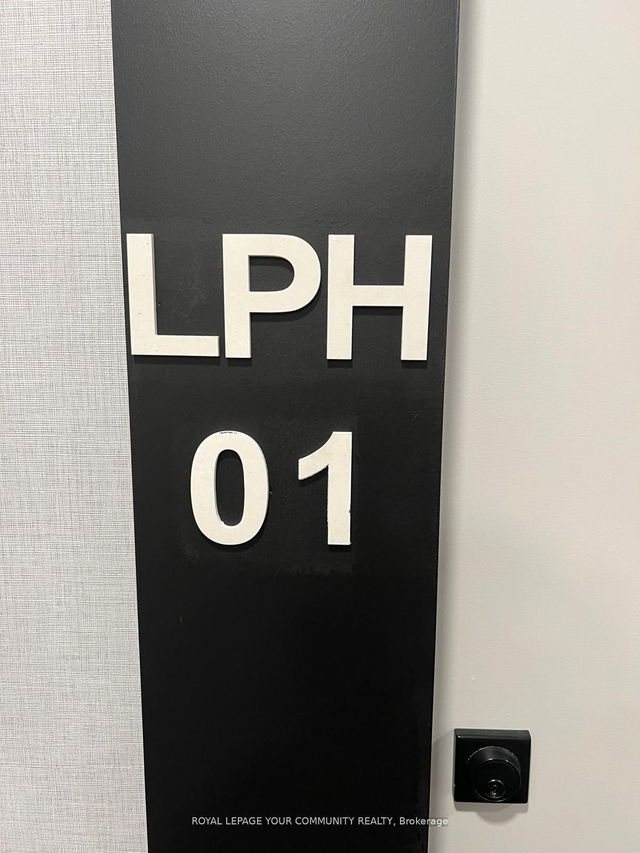 LPH
01
ROYAL LEPAGE YOUR COMMUNITY REALTY, Brokerage